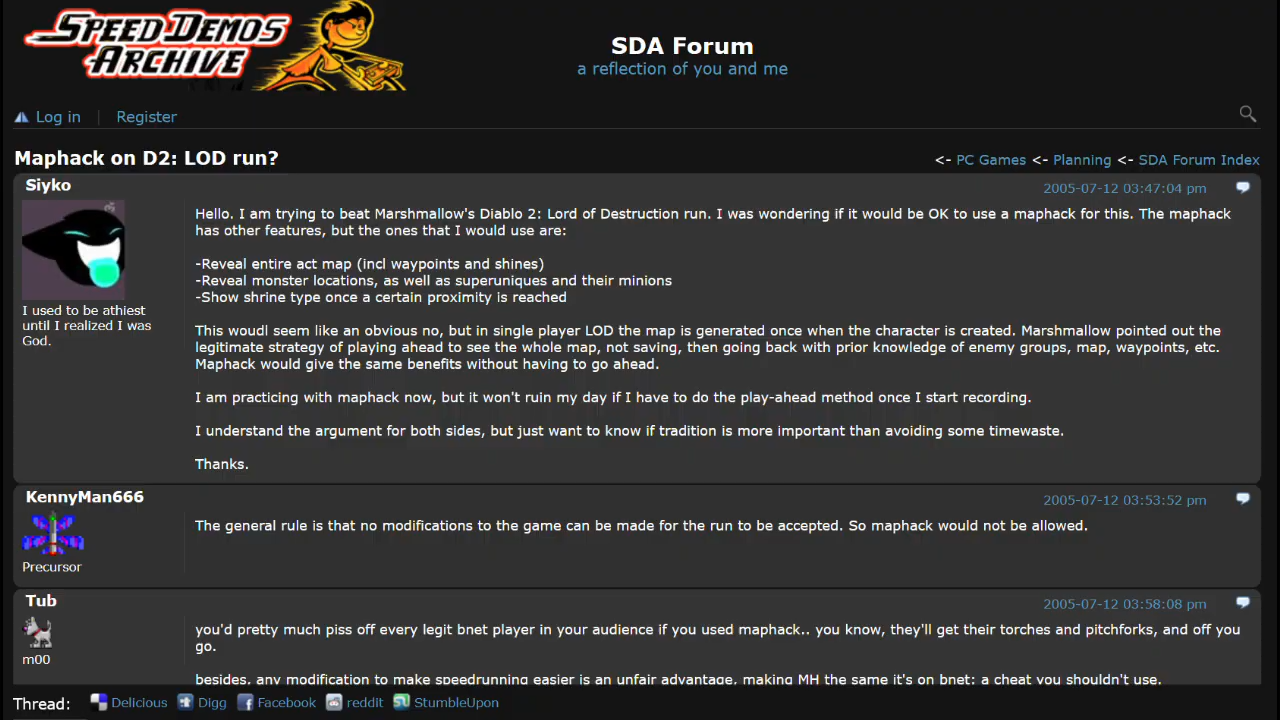 SPEED DEMOS
ARCHIVE
SDA Forum
a reflection of you and me
Log in | Register
Maphack on D2: LOD run?
<- PC Games <- Planning <- SDA Forum Index
Siyko
2005-07-12 03:47:04 pm
I used to be athiest
until I realized I was
God.
Hello. I am trying to beat Marshmallow's Diablo 2: Lord of Destruction run. I was wondering if it would be OK to use a maphack for this. The maphack
has other features, but the ones that I would use are:
-Reveal entire act map (incl waypoints and shines)
-Reveal monster locations, as well as superuniques and their minions
-Show shrine type once a certain proximity is reached
This woudl seem like an obvious no, but in single player LOD the map is generated once when the character is created. Marshmallow pointed out the
legitimate strategy of playing ahead to see the whole map, not saving, then going back with prior knowledge of enemy groups, map, waypoints, etc.
Maphack would give the same benefits without having to go ahead.
I am practicing with maphack now, but it won't ruin my day if I have to do the play-ahead method once I start recording.
I understand the argument for both sides, but just want to know if tradition is more important than avoiding some timewaste.
Thanks.
KennyMan666
2005-07-12 03:53:52 pm
Precursor
The general rule is that no modifications to the game can be made for the run to be accepted. So maphack would not be allowed.
Tub
2005-07-12 03:58:08 pm
m00
you'd pretty much piss off every legit bnet player in your audience if you used maphack.. you know, they'll get their torches and pitchforks, and off you
go.
besides, any modification to make speedrunning easier is an unfair advantage, making MH the same it's on bnet: a cheat you shouldn't use.
Thread: Delicious Digg Facebook reddit StumbleUpon